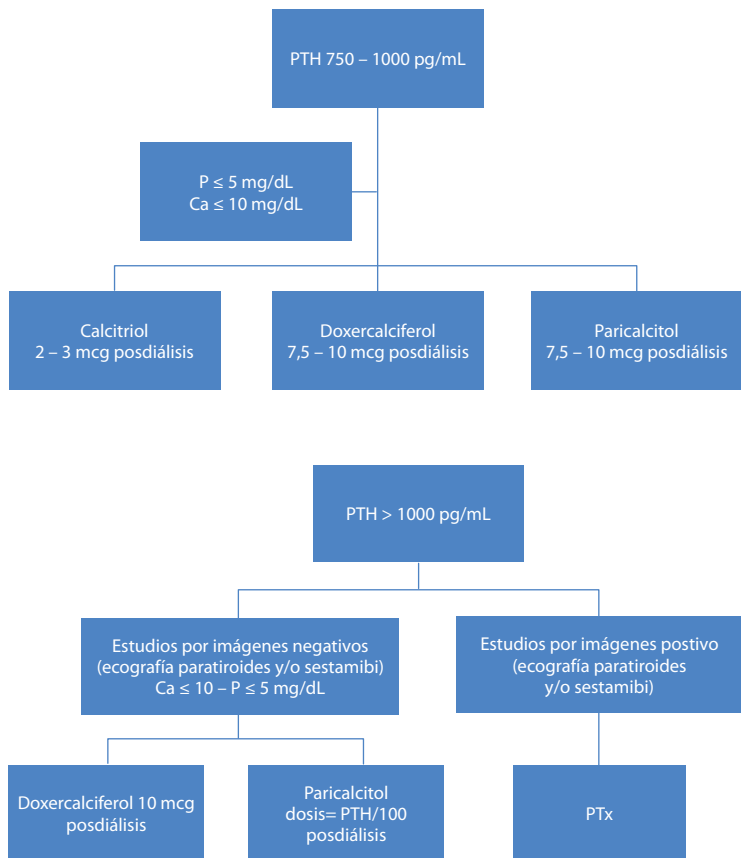 PTH 750 – 1000 pg/mL
P ≤ 5 mg/dL
Ca ≤ 10 mg/dL
Calcitriol
2 – 3 mcg posdiálisis
Doxercalciferol
7,5 – 10 mcg posdiálisis
Paricalcitol
7,5 – 10 mcg posdiálisis
PTH > 1000 pg/mL
Estudios por imágenes negativos
(ecografía paratiroides y/o sestamibi)
Ca ≤ 10 – P ≤ 5 mg/dL
Estudios por imágenes postivo
(ecografía paratiroides
y/o sestamibi)
Doxercalciferol 10 mcg
posdiálisis
Paricalcitol
dosis= PTH/100
posdiálisis
PTx